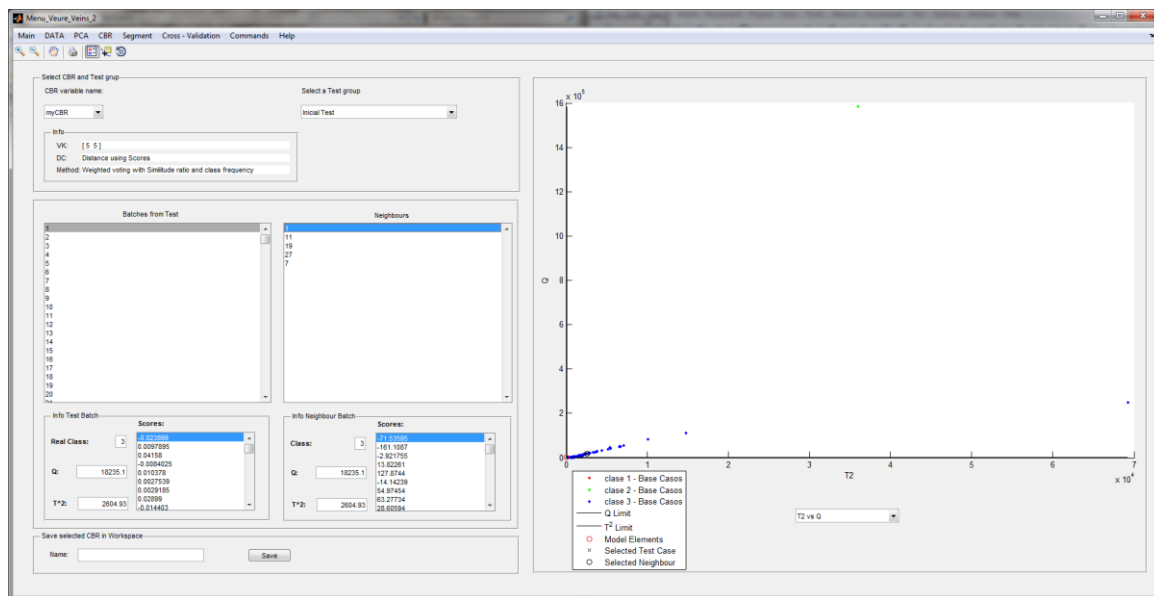 Menu_Veure_Veins_2
Main DATA PCA CBR Segment Cross - Validation Commands Help
Select CBR and Test grup
CBR variable name:
Select a Test group
myCBR
Inicial Test
Info
VK: [ 5 5 ]
DC: Distance using Scores
Method: Weighted voting with Similitude ratio and class frequency
Batches from Test
1
2
3
4
5
6
7
8
9
10
11
12
13
14
15
16
17
18
19
20
Neighbours
1
11
19
27
7
Info Test Batch
Scores:
Real Class: 3
Q: 18235.1
T^2: 2604.93
-0.823899
0.0097895
0.04158
-0.0084025
0.010378
0.0027539
0.0029185
0.02899
-0.014403
Info Neighbour Batch
Scores:
Class: 3
Q: 18235.1
T^2: 2604.93
-71.53595
-161.1087
-2.921755
13.82261
127.8744
-14.14239
54.97454
63.27734
28.60594
Save selected CBR in Workspace
Name:
Save
x 10^5
16
14
12
10
8
6
4
2
0
Q
0 1 2 3 4 5 6 7
T2
x 10^4
clase 1 - Base Casos
clase 2 - Base Casos
clase 3 - Base Casos
Q Limit
T^2 Limit
Model Elements
Selected Test Case
Selected Neighbour
T2 vs Q